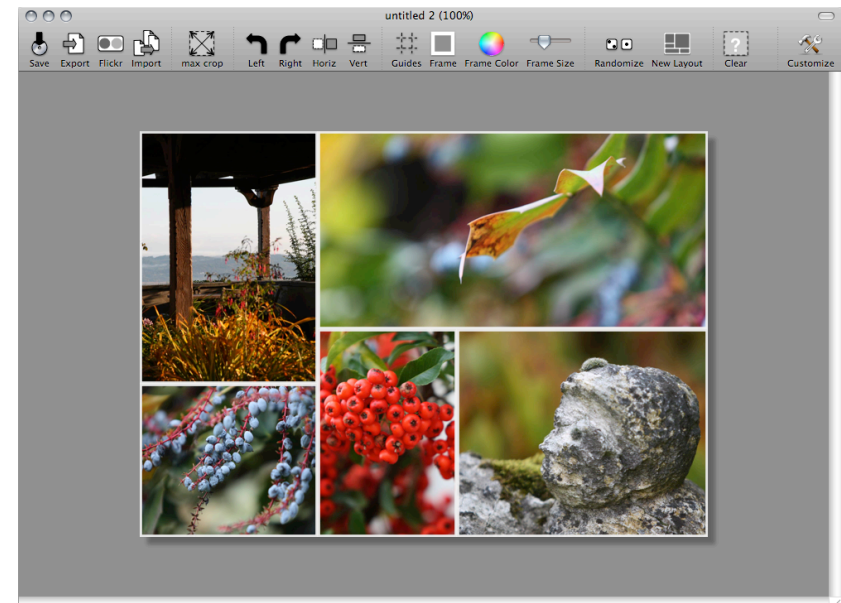 untitled 2 (100%)
Save Export Flickr Import max crop Left Right Horiz Vert Guides Frame Frame Color Frame Size Randomize New Layout Clear Customize
?